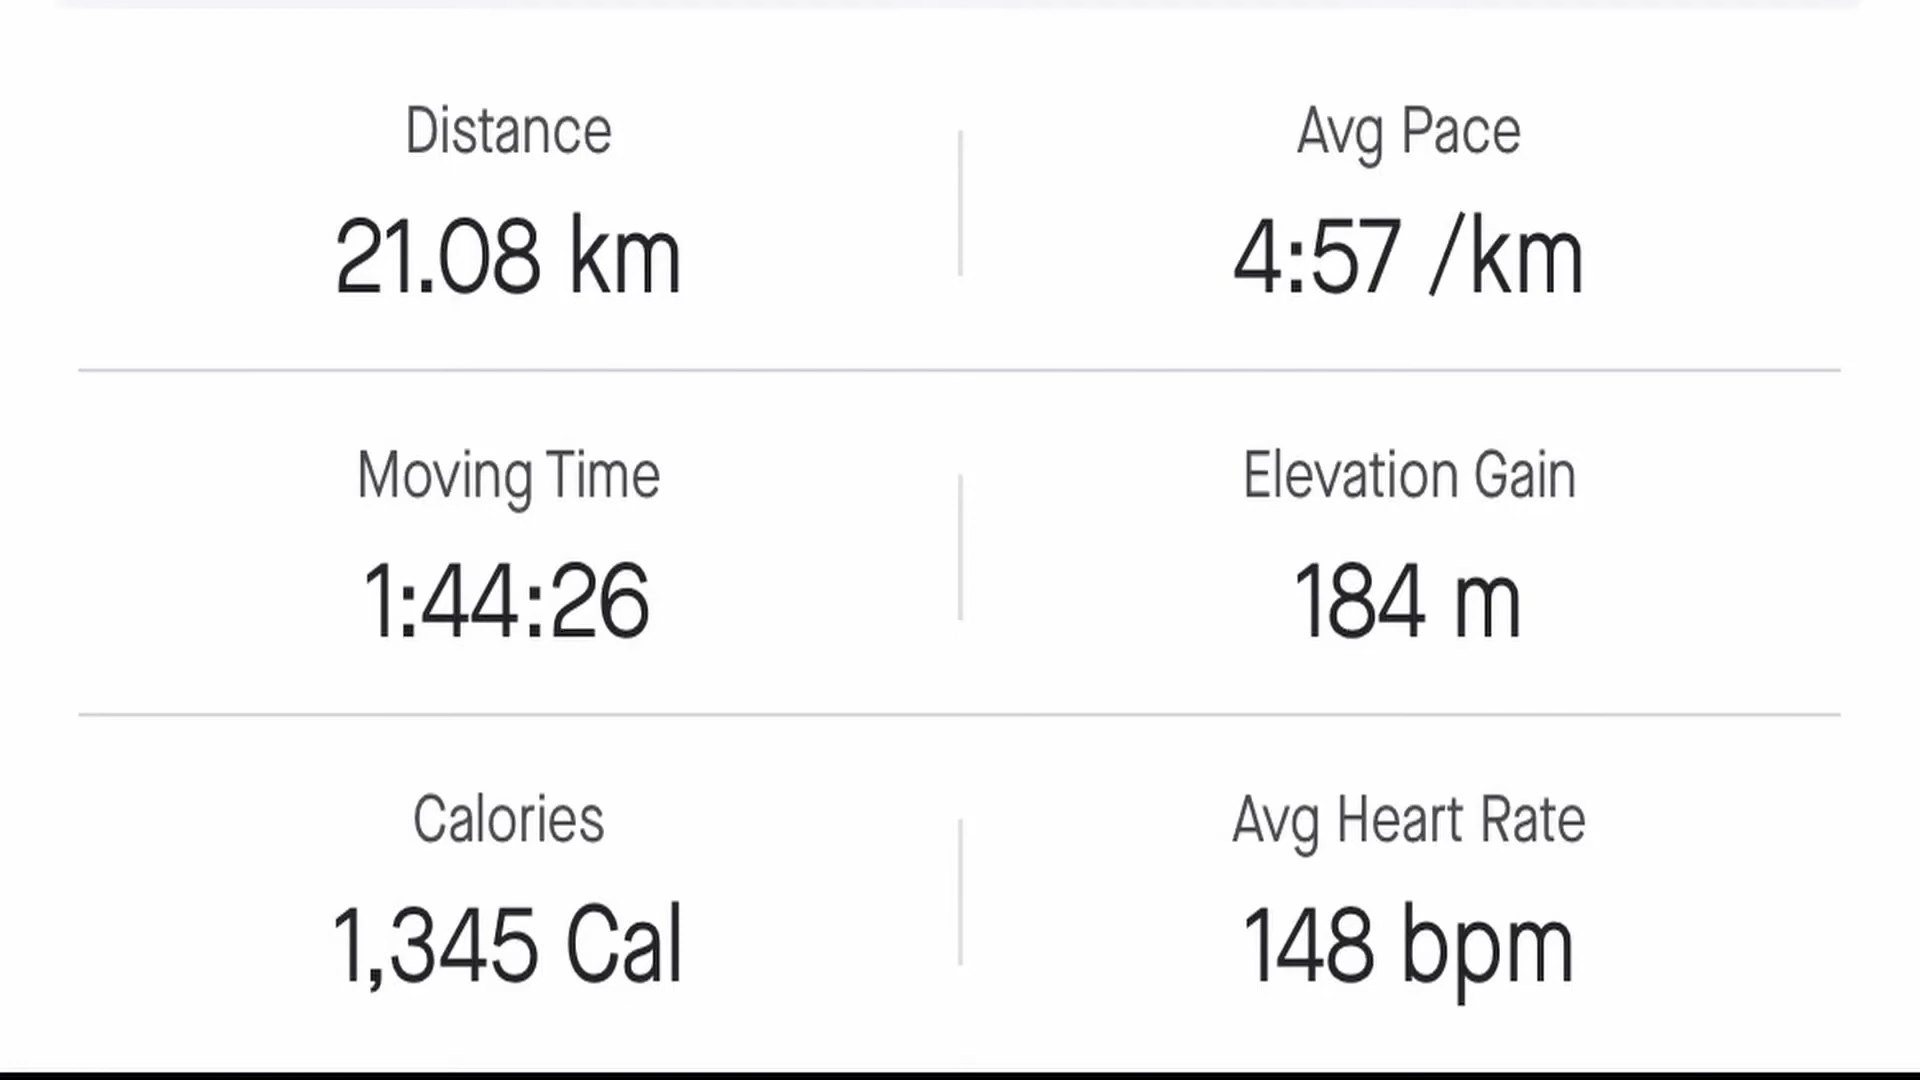 Distance
Avg Pace
21.08 km
4:57 /km
Moving Time
Elevation Gain
1:44:26
184 m
Calories
Avg Heart Rate
1,345 Cal
148 bpm